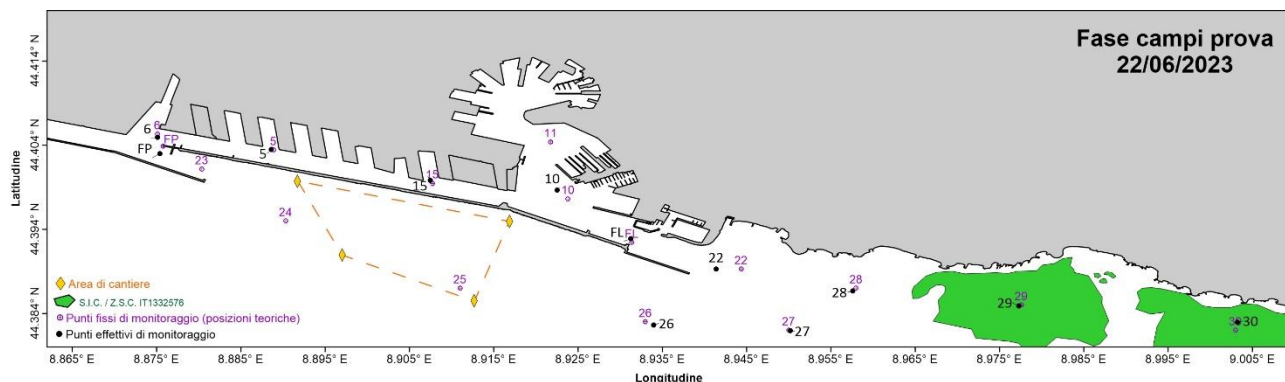 Fase campi prova
22/06/2023
44.414° N
44.404° N
44.394° N
44.384° N
Latitudine
6
6
FP
FP
23
5
5
15
15
11
10
10
24
25
FL
FL
22
22
26
26
27
27
28
28
29
29
30
30
Area di cantiere
S.I.C. / Z.S.C. IT1332576
Punti fissi di monitoraggio (posizioni teoriche)
Punti effettivi di monitoraggio
8.865° E 8.875° E 8.885° E 8.895° E 8.905° E 8.915° E 8.925° E 8.935° E 8.945° E 8.955° E 8.965° E 8.975° E 8.985° E 8.995° E 9.005° E
Longitudine